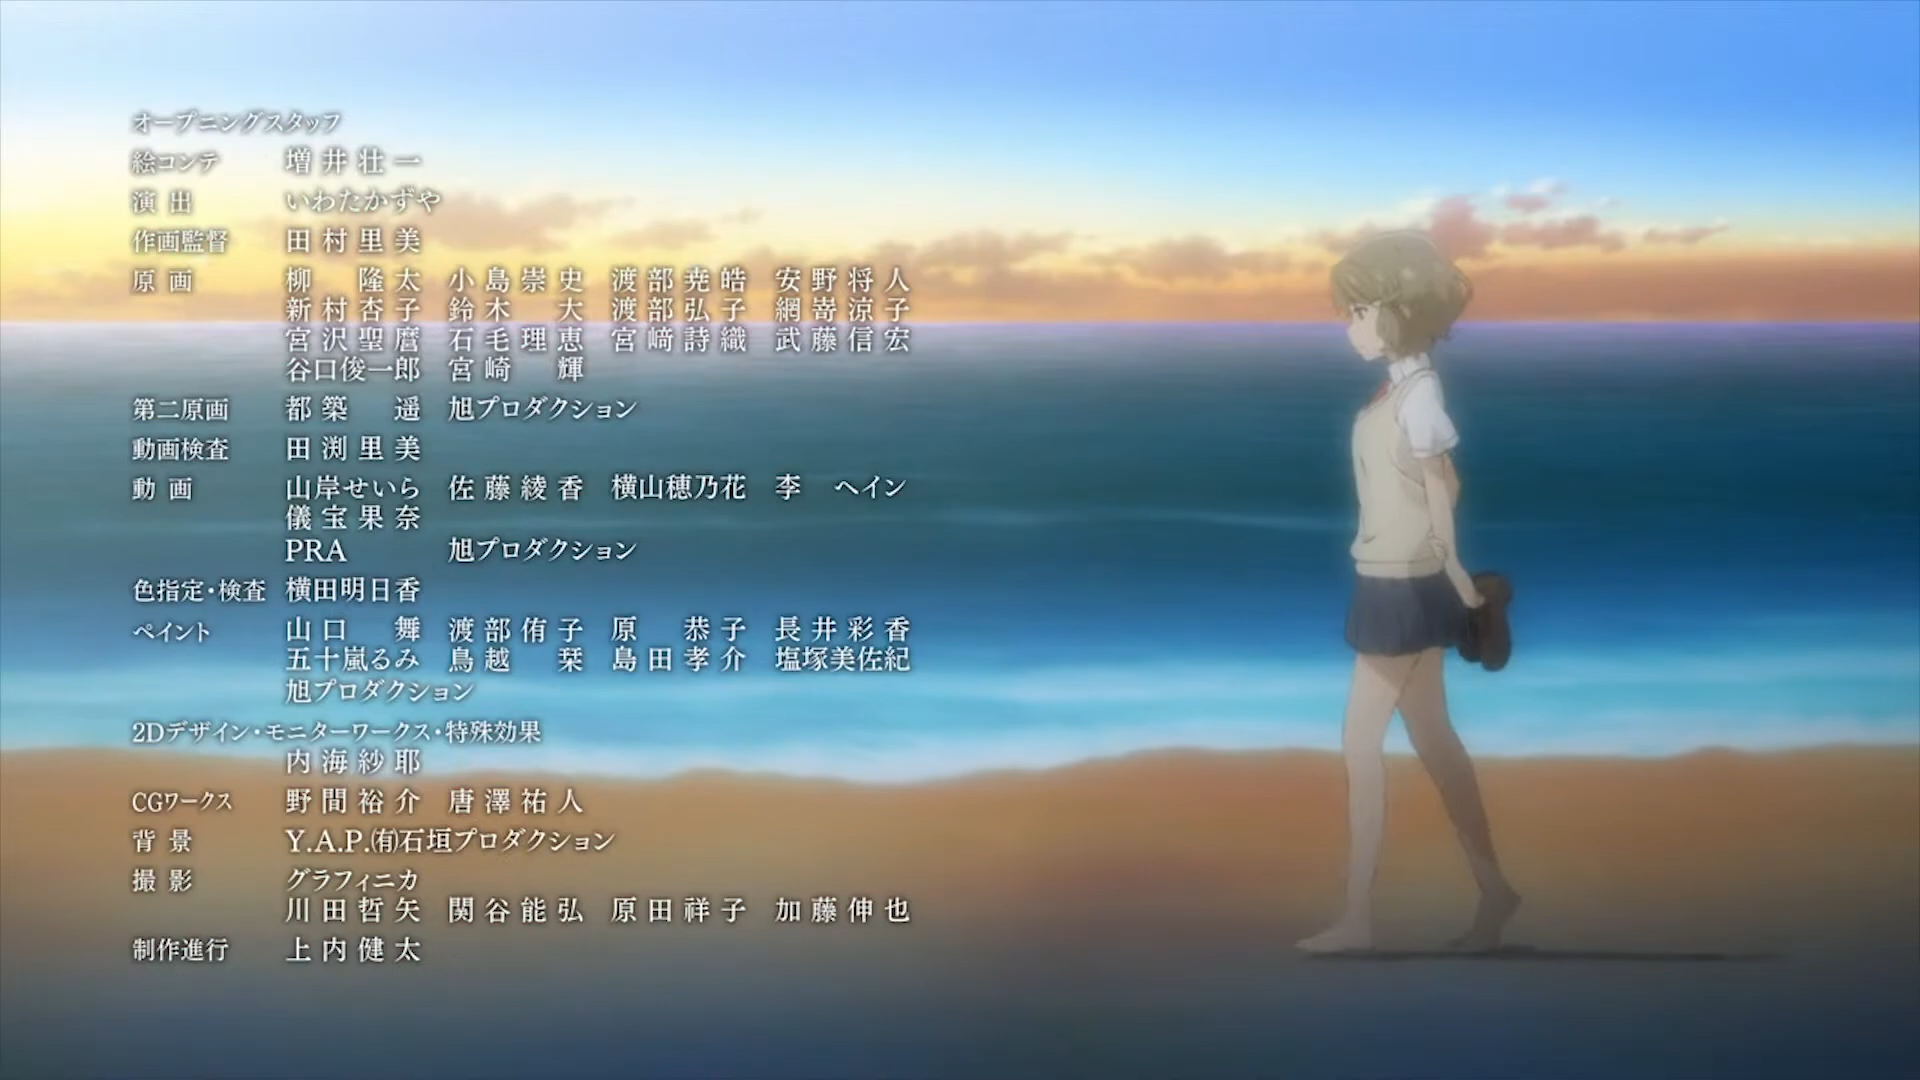 オープニングスタッフ
絵コンテ 増井壮一
演出 いわたかずや
作画監督 田村里美
原画 柳 隆太 小島崇史 渡部尭皓 安野将人
新村杏子 鈴木 大 渡部弘子 網嵜涼子
宮沢聖麿 石毛理恵 宮﨑詩織 武藤信宏
谷口俊一郎 宮崎 輝
第二原画 都築 遥 旭プロダクション
動画検査 田渕里美
動画 山岸せいら 佐藤綾香 横山穂乃花 李 ヘイン
儀宝果奈
PRA 旭プロダクション
色指定・検査 横田明日香
ペイント 山口 舞 渡部侑子 原 恭子 長井彩香
五十嵐るみ 鳥越 栞 島田孝介 塩塚美佐紀
旭プロダクション
2Dデザイン・モニターワークス・特殊効果
内海紗耶
CGワークス 野間裕介 唐澤祐人
背景 Y.A.P.㈲石垣プロダクション
撮影 グラフィニカ
川田哲矢 関谷能弘 原田祥子 加藤伸也
制作進行 上内健太